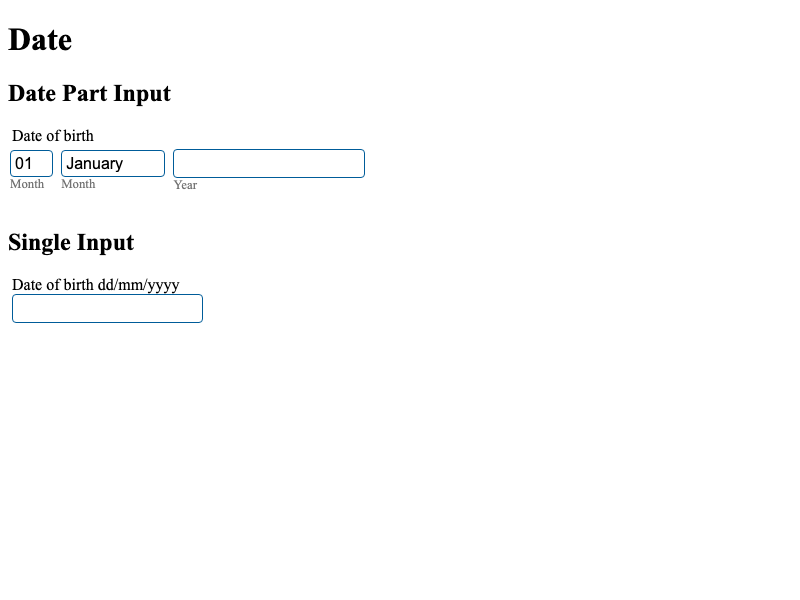 Date
Date Part Input
Date of birth
01 January
Month Month Year
Single Input
Date of birth dd/mm/yyyy